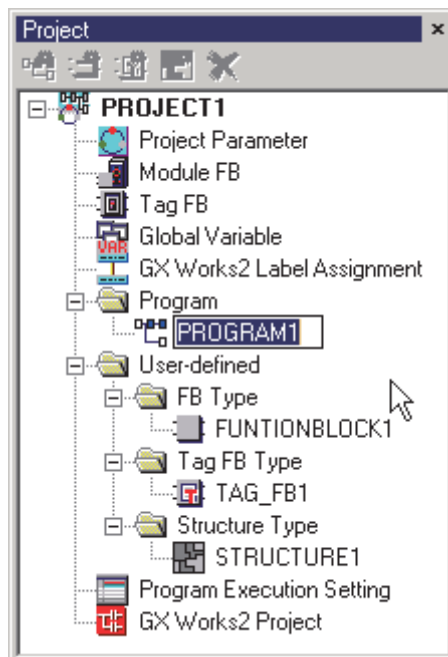 Project
PROJECT1
Project Parameter
Module FB
Tag FB
Global Variable
GX Works2 Label Assignment
Program
PROGRAM1
User-defined
FB Type
FUNTIONBLOCK1
Tag FB Type
TAG_FB1
Structure Type
STRUCTURE1
Program Execution Setting
GX Works2 Project